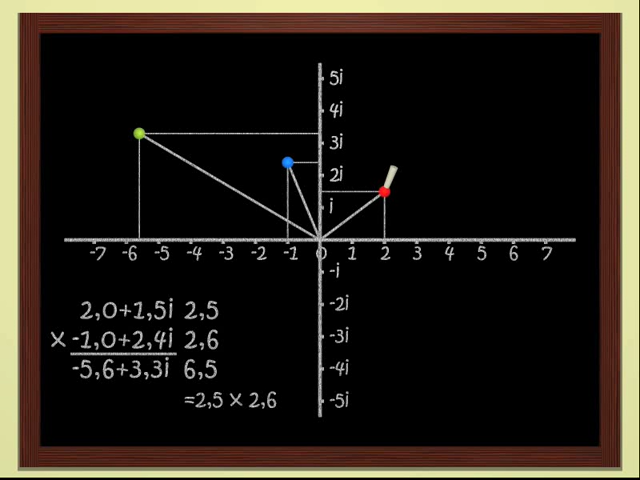 5i
4i
3i
2i
i
-7 -6 -5 -4 -3 -2 -1 0 1 2 3 4 5 6 7
-i
-2i
-3i
-4i
-5i
2,0+1,5i 2,5
× -1,0+2,4i 2,6
-5,6+3,3i 6,5
=2,5 × 2,6